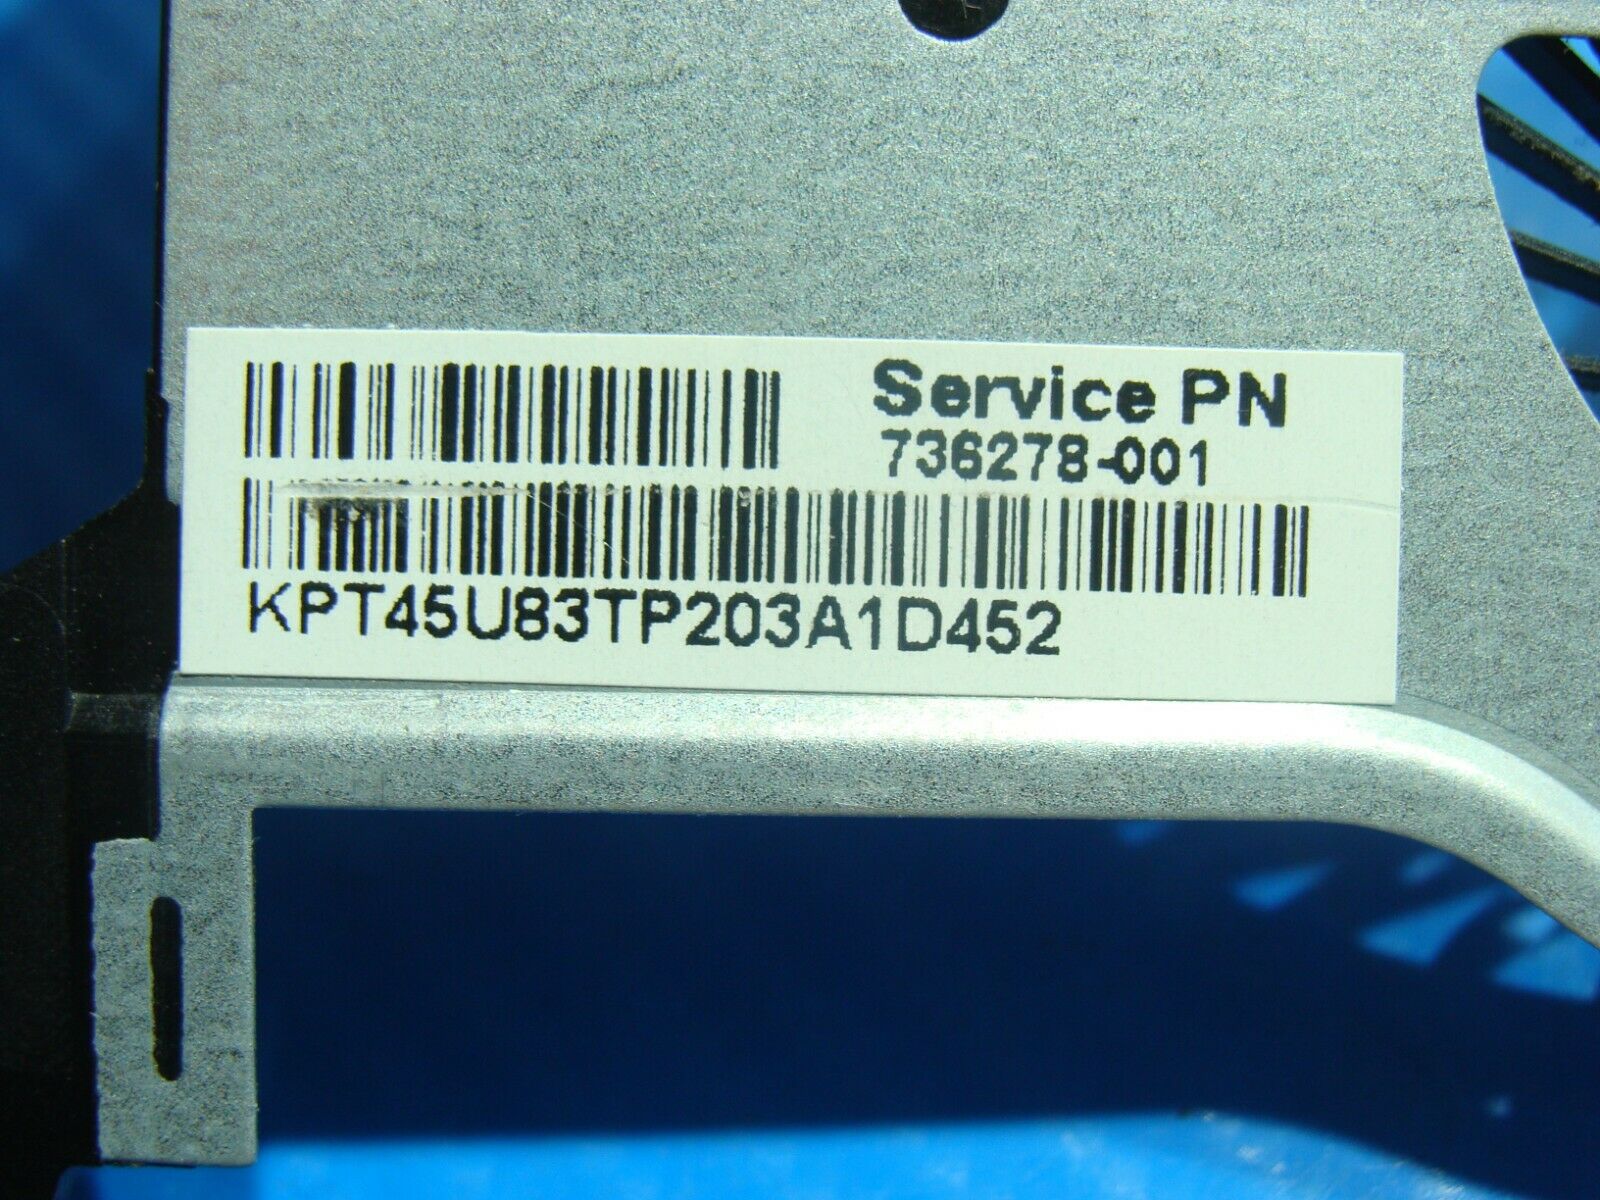 Service PN
736278-001
KPT45U83TP203A1D452